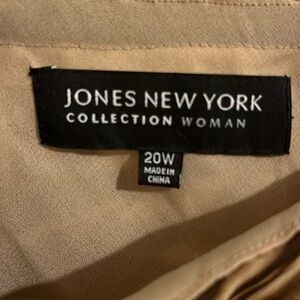 JONES NEW YORK
COLLECTION WOMAN
20W
MADE IN
CHINA